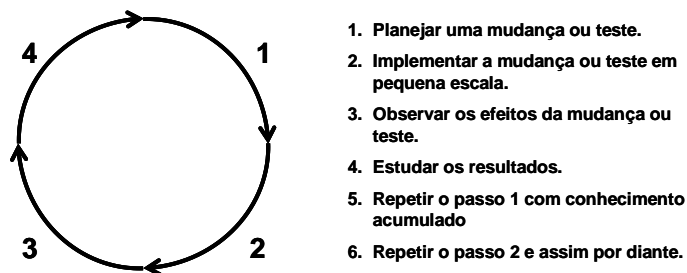 4
1
3
2
1. Planejar uma mudança ou teste.
2. Implementar a mudança ou teste em
pequena escala.
3. Observar os efeitos da mudança ou
teste.
4. Estudar os resultados.
5. Repetir o passo 1 com conhecimento
acumulado
6. Repetir o passo 2 e assim por diante.